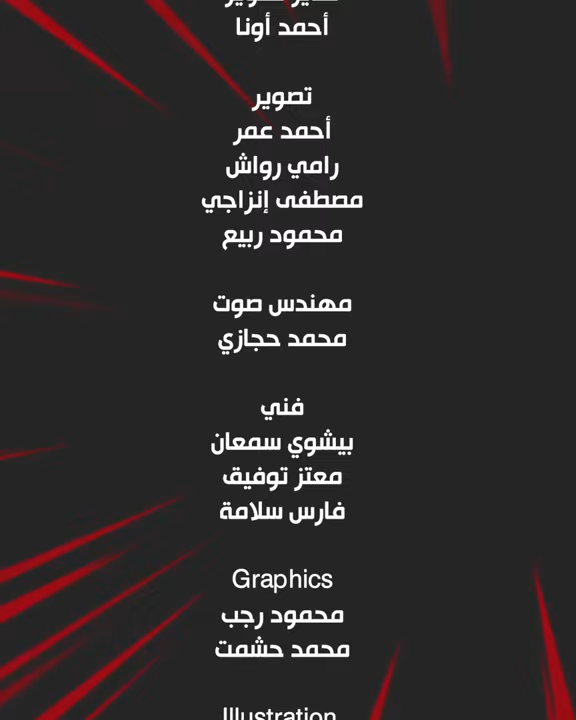 أحمد أونا
تصوير
أحمد عمر
رامي رواش
مصطفى إنزاجي
محمود ربيع
مهندس صوت
محمد حجازي
فني
بيشوي سمعان
معتز توفيق
فارس سلامة
Graphics
محمود رجب
محمد حشمت
Illustration